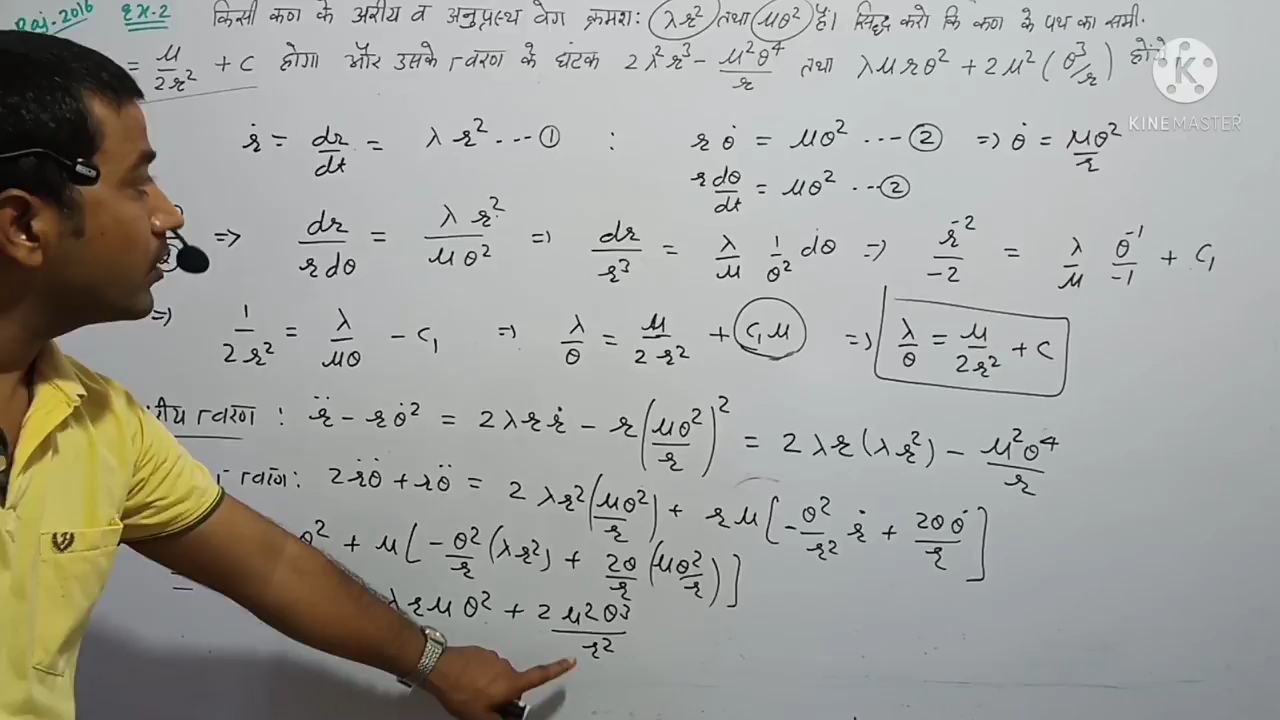 Raj-2016 Ex-2 किसी कण के अरीय व अनुप्रस्थ वेग क्रमश: λr² तथा μθ² हैं। सिद्ध करो कि कण के पथ का समी.
= μ/2r² + c होगा और उसके त्वरण के घटक 2λ²r³ - μ²θ⁴/r तथा λμrθ² + 2μ² (θ³/r) होंगे
KINEMASTER
ṙ = dr/dt = λr² --- ① : rθ̇ = μθ² --- ② => θ̇ = μθ²/r
r dθ/dt = μθ² --- ②
=> dr/r dθ = λr²/μθ² => dr/r³ = λ/μ 1/θ² dθ => r⁻²/-2 = λ/μ θ⁻¹/-1 + C₁
=> 1/2r² = λ/μθ - C₁ => λ/θ = μ/2r² + C₁μ => λ/θ = μ/2r² + C
त्वरण : r̈ - rθ̇² = 2λrṙ - r(μθ²/r)² = 2λr(λr²) - μ²θ⁴/r
त्वरण: 2ṙθ̇ + rθ̈ = 2λr²(μθ²/r) + rμ[-θ²/r² ṙ + 2θθ̇/r]
θ² + μ[-θ²/r (λr²) + 2θ/r (μθ²/r)]
= λrμθ² + 2μ²θ³/r²